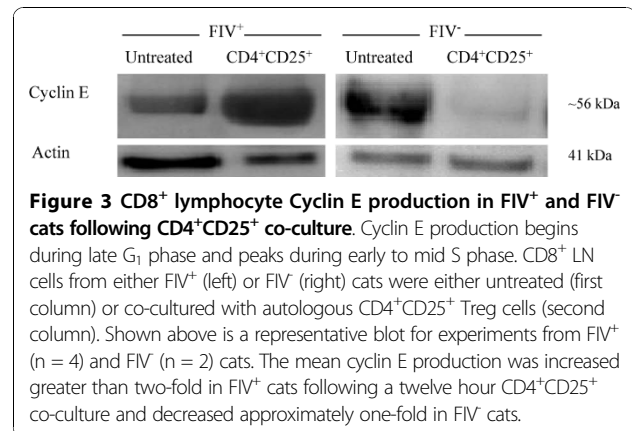 FIV⁺ FIV⁻
Untreated CD4⁺CD25⁺ Untreated CD4⁺CD25⁺
Cyclin E ~56 kDa
Actin 41 kDa
Figure 3 CD8⁺ lymphocyte Cyclin E production in FIV⁺ and FIV⁻
cats following CD4⁺CD25⁺ co-culture. Cyclin E production begins
during late G₁ phase and peaks during early to mid S phase. CD8⁺ LN
cells from either FIV⁺ (left) or FIV⁻ (right) cats were either untreated (first
column) or co-cultured with autologous CD4⁺CD25⁺ Treg cells (second
column). Shown above is a representative blot for experiments from FIV⁺
(n = 4) and FIV⁻ (n = 2) cats. The mean cyclin E production was increased
greater than two-fold in FIV⁺ cats following a twelve hour CD4⁺CD25⁺
co-culture and decreased approximately one-fold in FIV⁻ cats.